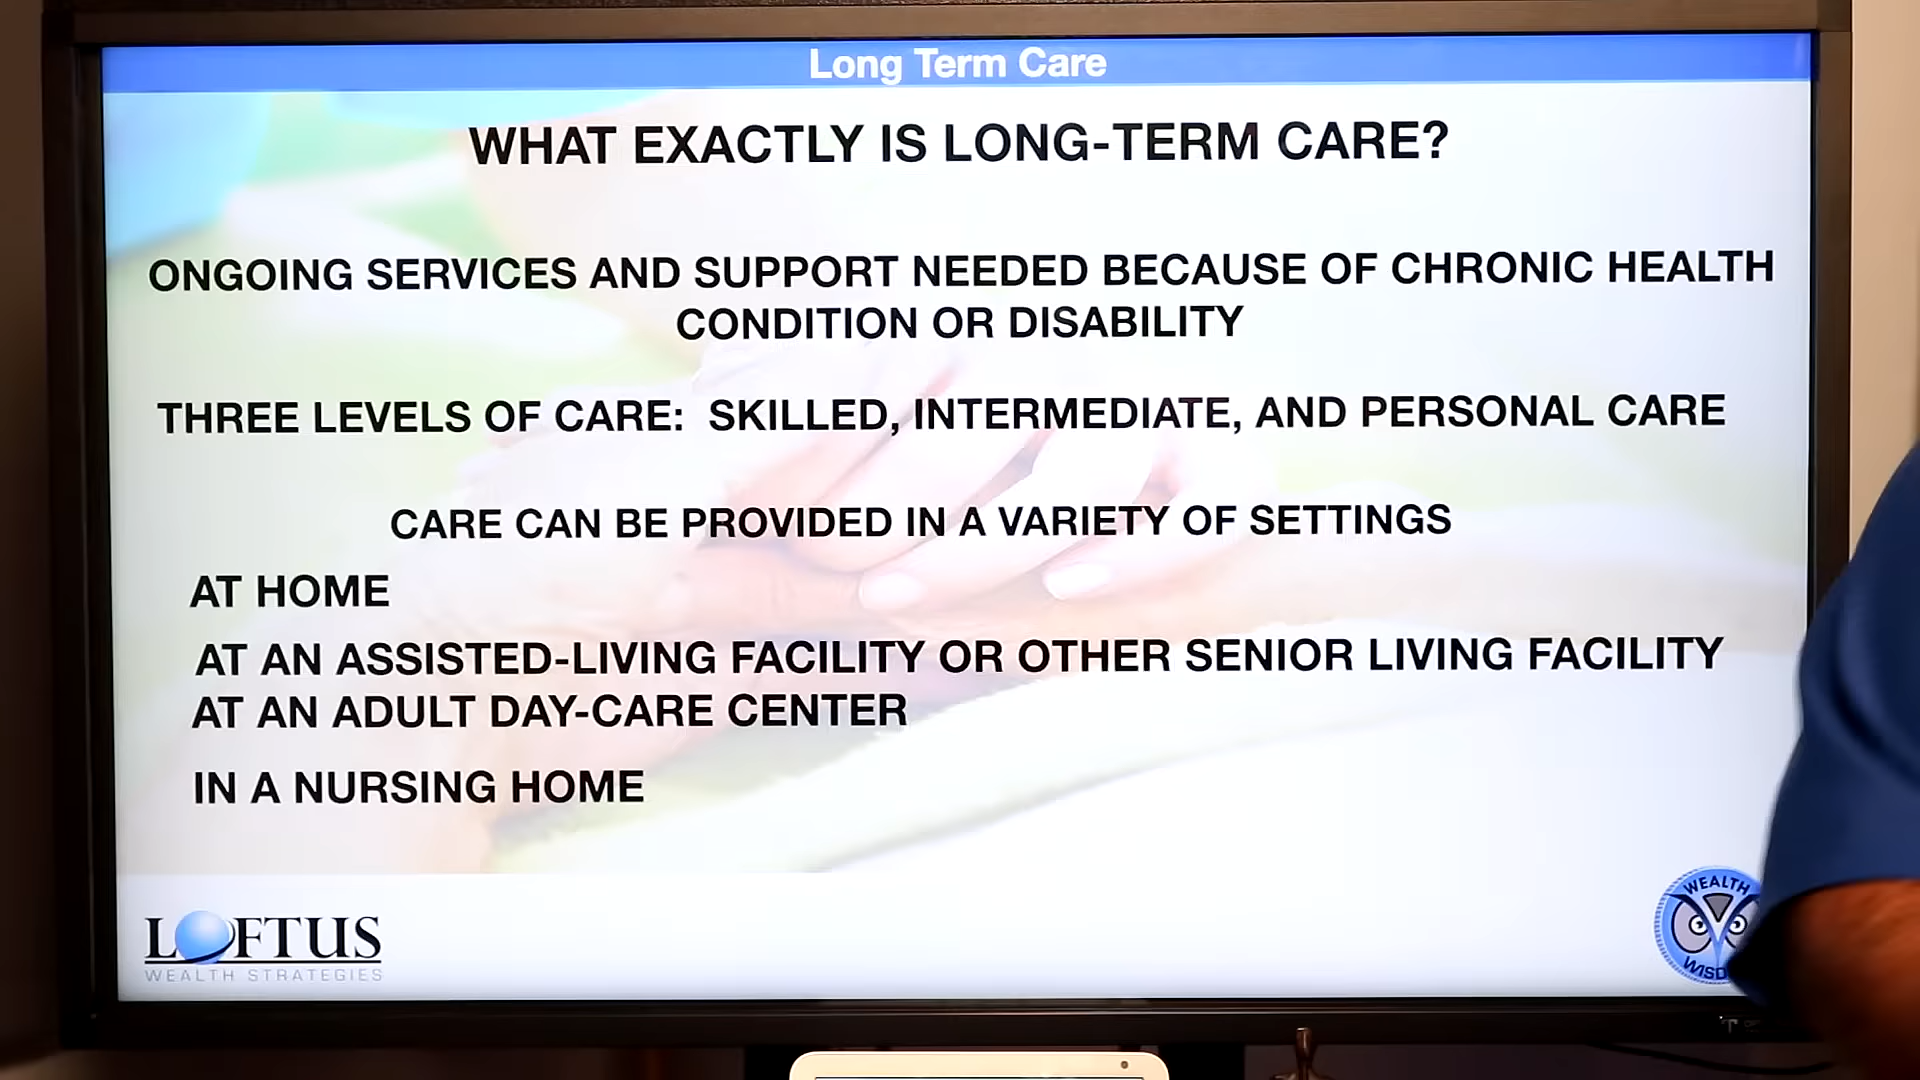 Long Term Care
WHAT EXACTLY IS LONG-TERM CARE?
ONGOING SERVICES AND SUPPORT NEEDED BECAUSE OF CHRONIC HEALTH
CONDITION OR DISABILITY
THREE LEVELS OF CARE: SKILLED, INTERMEDIATE, AND PERSONAL CARE
CARE CAN BE PROVIDED IN A VARIETY OF SETTINGS
AT HOME
AT AN ASSISTED-LIVING FACILITY OR OTHER SENIOR LIVING FACILITY
AT AN ADULT DAY-CARE CENTER
IN A NURSING HOME
LOFTUS
WEALTH STRATEGIES
WEALTH